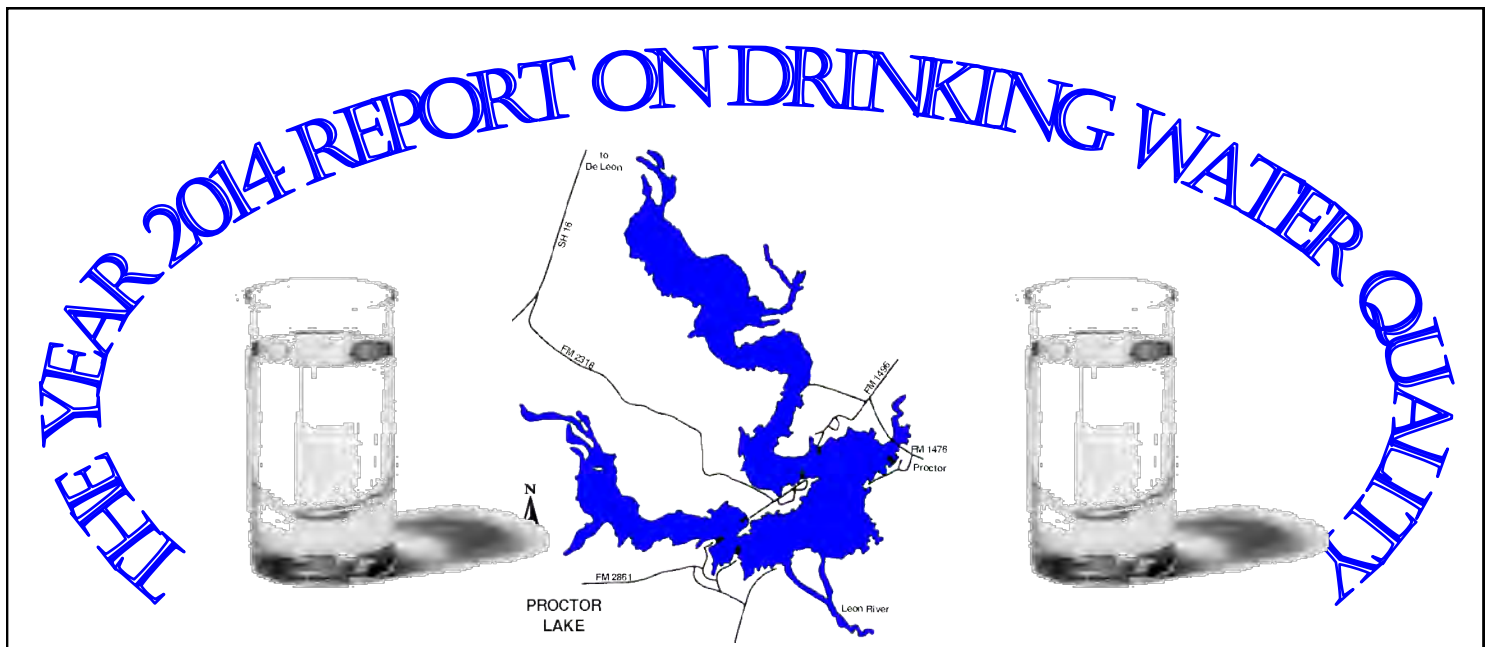 THE YEAR 2014 REPORT ON DRINKING WATER QUALITY
to
De Leon
SH 16
FM 2318
FM 1496
FM 1476
Proctor
N
FM 2861
PROCTOR
LAKE
Leon River